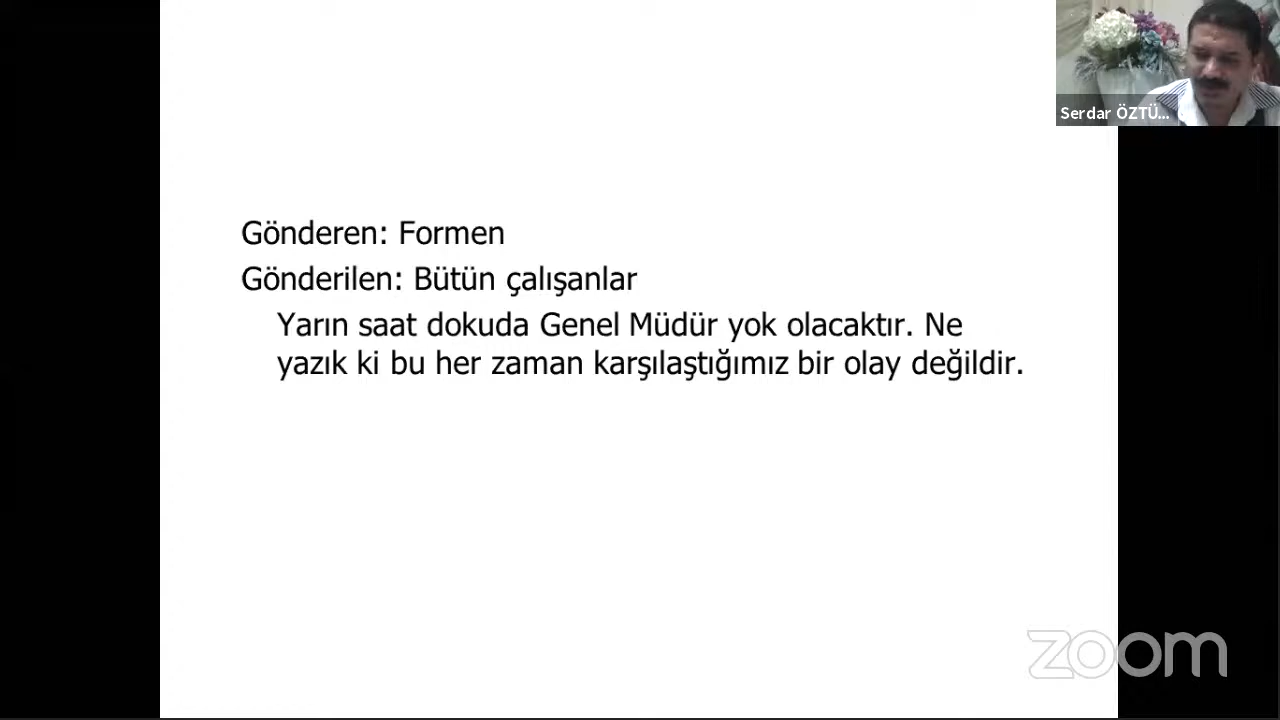 Serdar ÖZTÜ...
Gönderen: Formen
Gönderilen: Bütün çalışanlar
Yarın saat dokuda Genel Müdür yok olacaktır. Ne
yazık ki bu her zaman karşılaştığımız bir olay değildir.
zoom